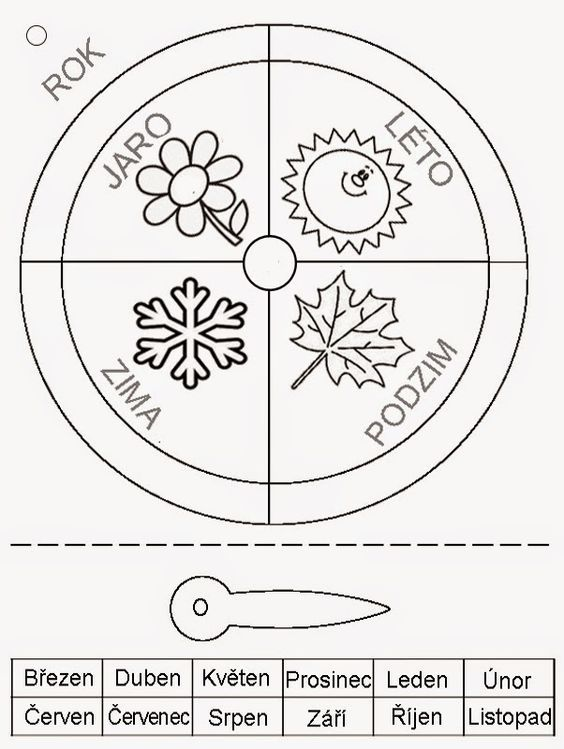 ROK
JARO
LÉTO
ZIMA
PODZIM
Březen Duben Květen Prosinec Leden Únor
Červen Červenec Srpen Září Říjen Listopad